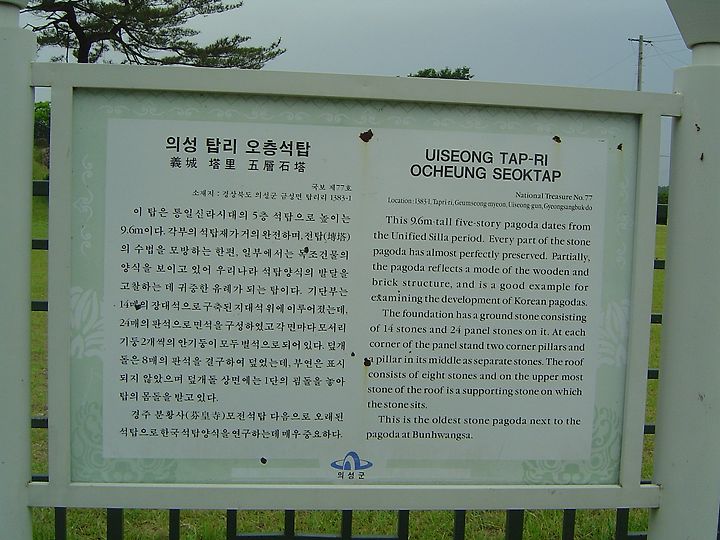 의성 탑리 오층석탑
義城 塔里 五層石塔
국보 제77호
소재지 : 경상북도 의성군 금성면 탑리리 1383-1
이 탑은 통일신라시대의 5층 석탑으로 높이는
9.6m이다. 각부의 석탑재가 거의 완전하며, 전탑(塼塔)
의 수법을 모방하는 한편, 일부에서는 목조건물의
양식을 보이고 있어 우리나라 석탑양식의 발달을
고찰하는 데 귀중한 유례가 되는 탑이다. 기단부는
14매의 장대석으로 구축된 지대석 위에 이루어졌는데,
24매의 판석으로 면석을 구성하였고 각 면마다 모서리
기둥 2개씩의 안기둥이 모두 별석으로 되어 있다. 덮개
돌은 8매의 판석을 결구하여 덮었는데, 부연은 표시
되지 않았으며 덮개돌 상면에는 1단의 굄돌을 놓아
탑의 몸돌을 받고 있다.
경주 분황사(芬皇寺)모전석탑 다음으로 오래된
석탑으로 한국 석탑양식을 연구하는데 매우 중요하다.
UISEONG TAP-RI
OCHEUNG SEOKTAP
National Treasure No. 77
Location: 1383-1, Tapri-ri, Geumseong-myeon, Uiseong-gun, Gyeongsangbuk-do
This 9.6m-tall five-story pagoda dates from
the Unified Silla period. Every part of the stone
pagoda has almost perfectly preserved. Partially,
the pagoda reflects a mode of the wooden and
brick structure, and is a good example for
examining the development of Korean pagodas.
The foundation has a ground stone consisting
of 14 stones and 24 panel stones on it. At each
corner of the panel stand two corner pillars and
a pillar in its middle as separate stones. The roof
consists of eight stones and on the upper most
stone of the roof is a supporting stone on which
the stone sits.
This is the oldest stone pagoda next to the
pagoda at Bunhwangsa.
의성군